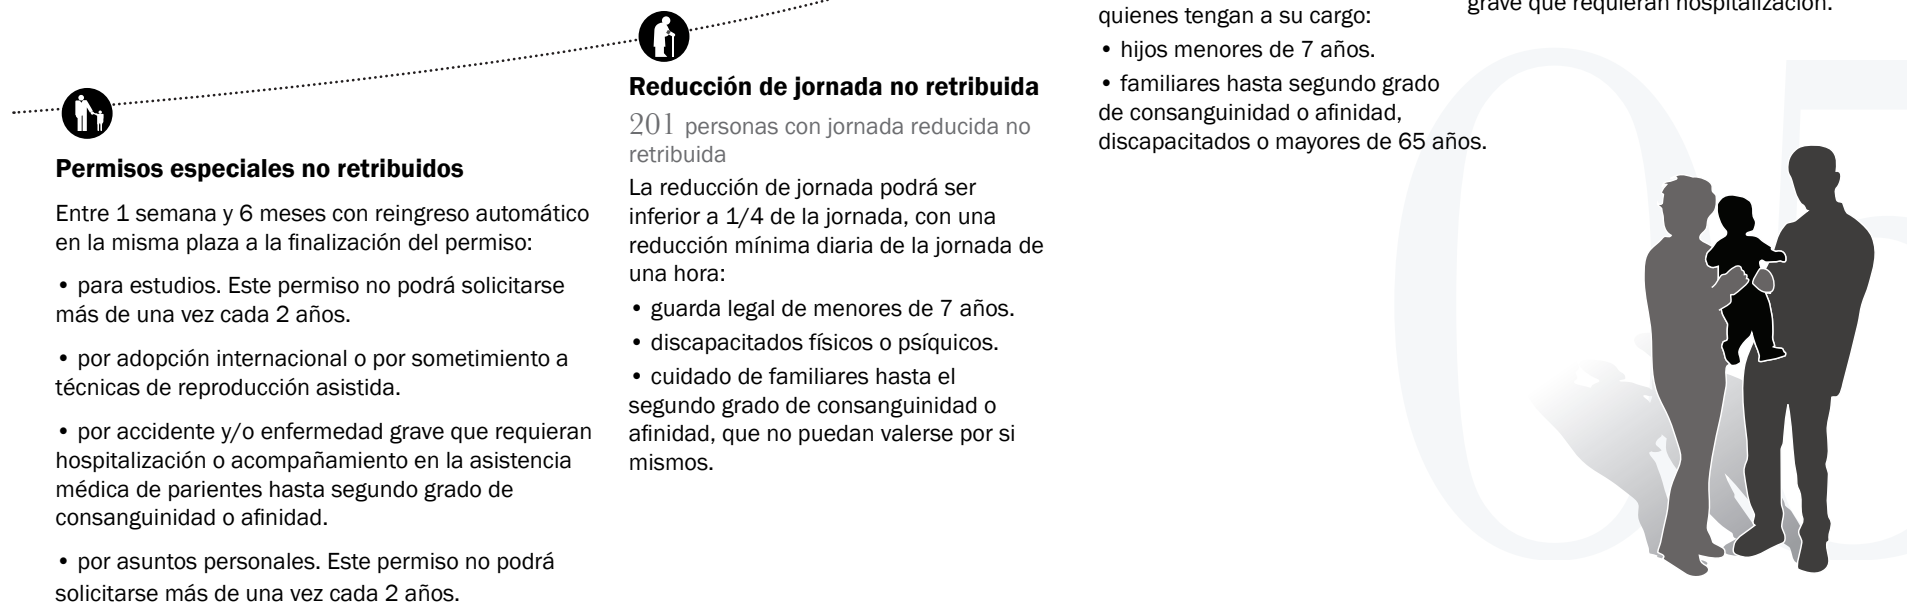 Permisos especiales no retribuidos
Entre 1 semana y 6 meses con reingreso automático
en la misma plaza a la finalización del permiso:
• para estudios. Este permiso no podrá solicitarse
más de una vez cada 2 años.
• por adopción internacional o por sometimiento a
técnicas de reproducción asistida.
• por accidente y/o enfermedad grave que requieran
hospitalización o acompañamiento en la asistencia
médica de parientes hasta segundo grado de
consanguinidad o afinidad.
• por asuntos personales. Este permiso no podrá
solicitarse más de una vez cada 2 años.
Reducción de jornada no retribuida
201 personas con jornada reducida no
retribuida
La reducción de jornada podrá ser
inferior a 1/4 de la jornada, con una
reducción mínima diaria de la jornada de
una hora:
• guarda legal de menores de 7 años.
• discapacitados físicos o psíquicos.
• cuidado de familiares hasta el
segundo grado de consanguinidad o
afinidad, que no puedan valerse por si
mismos.
quienes tengan a su cargo:
• hijos menores de 7 años.
• familiares hasta segundo grado
de consanguinidad o afinidad,
discapacitados o mayores de 65 años.
grave que requieran hospitalización.
05